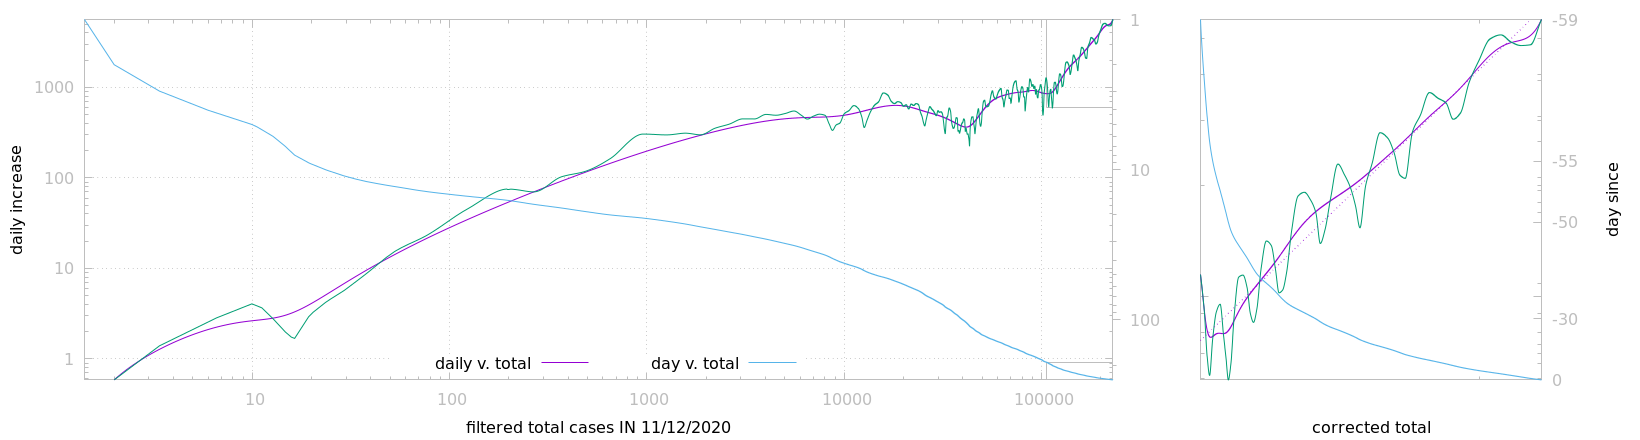 daily increase
1000
100
10
1
10
100
1000
10000
100000
1
10
100
daily v. total
day v. total
filtered total cases IN 11/12/2020
-59
-55
-50
-30
0
day since
corrected total